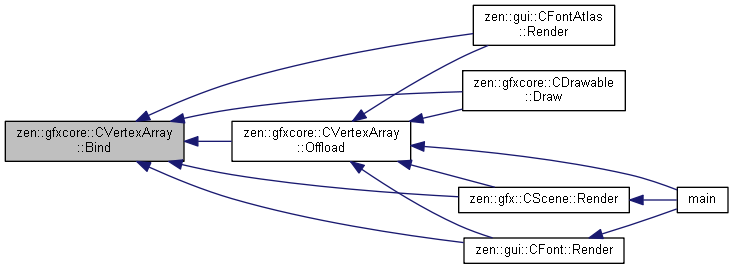 zen::gui::CFontAtlas
::Render
zen::gfxcore::CDrawable
::Draw
zen::gfxcore::CVertexArray
::Bind
zen::gfxcore::CVertexArray
::Offload
zen::gfx::CScene::Render
main
zen::gui::CFont::Render